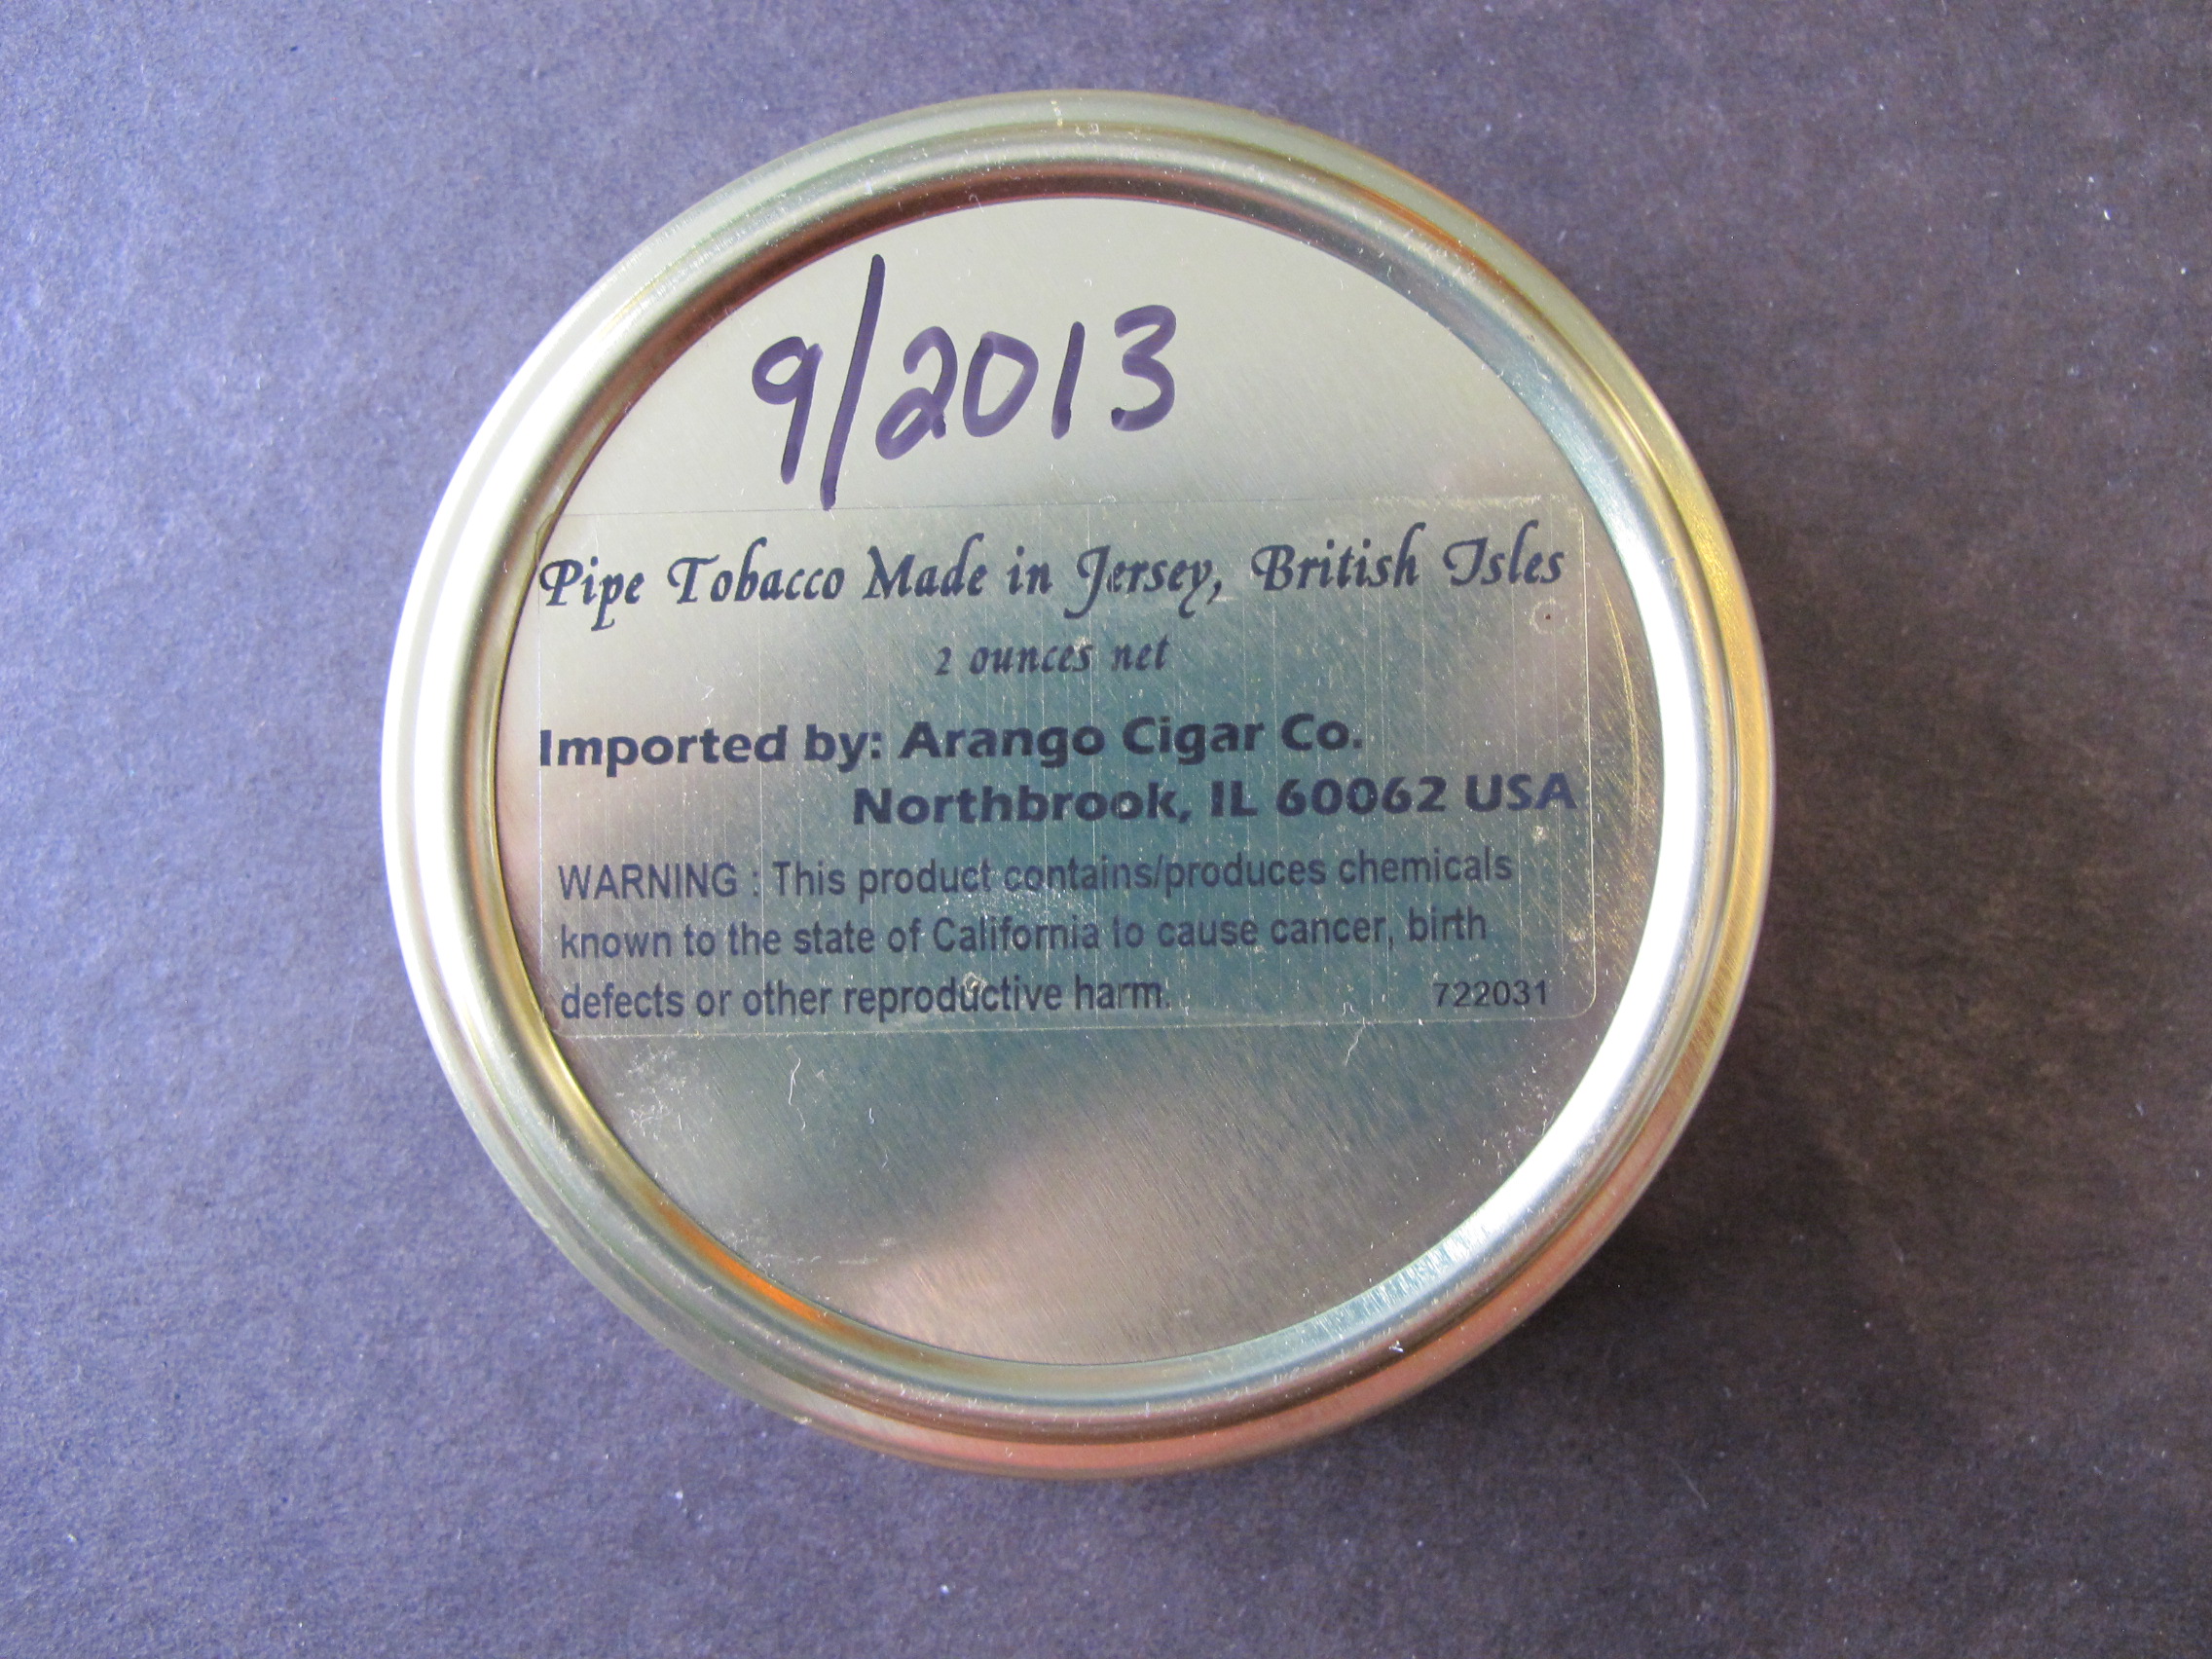 9/2013
Pipe Tobacco Made in Jersey, British Isles
2 ounces net
Imported by: Arango Cigar Co.
Northbrook, IL 60062 USA
WARNING : This product contains/produces chemicals
known to the state of California to cause cancer, birth
defects or other reproductive harm. 722031